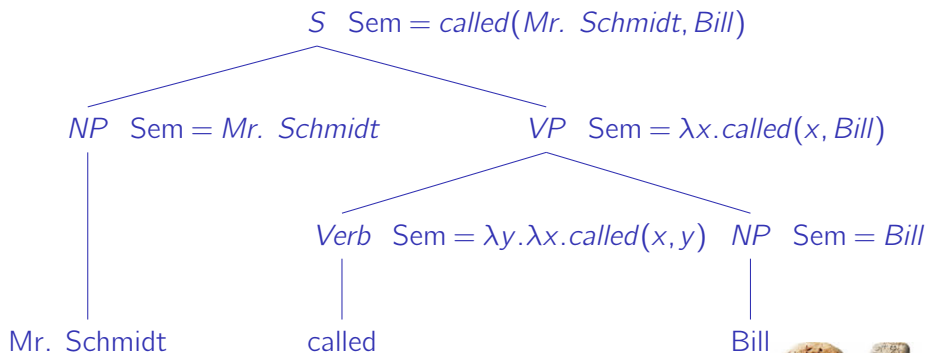 S Sem = called(Mr. Schmidt, Bill)
NP Sem = Mr. Schmidt VP Sem = λx.called(x, Bill)
Verb Sem = λy.λx.called(x, y) NP Sem = Bill
Mr. Schmidt called Bill